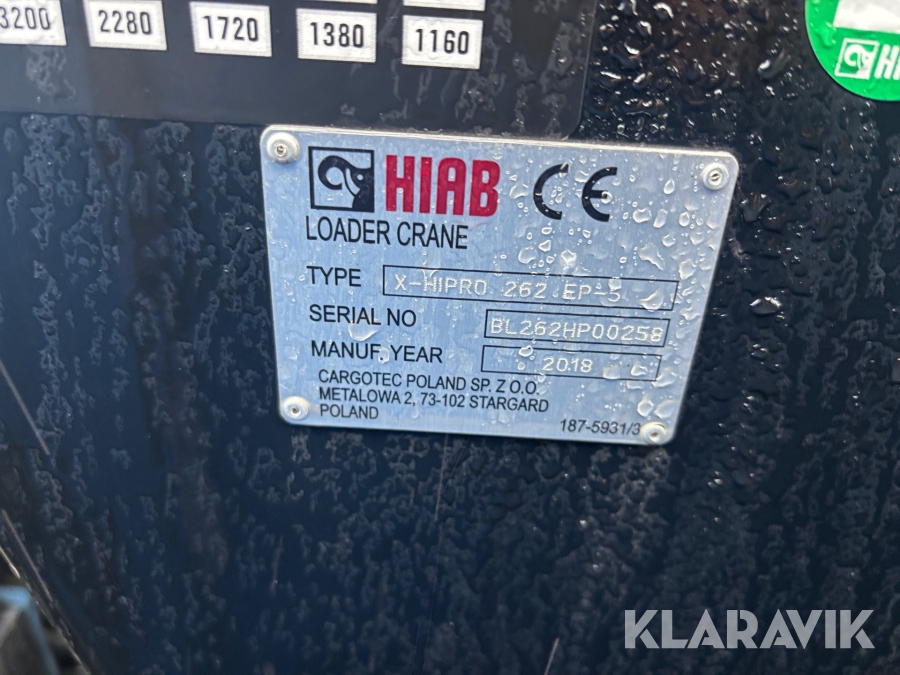 3200 2280 1720 1380 1160
HIAB CE
LOADER CRANE
TYPE X-HIPRO 262 EP-5
SERIAL NO BL262HP00258
MANUF. YEAR 2018
CARGOTEC POLAND SP. Z O.O.
METALOWA 2, 73-102 STARGARD
POLAND
187-5931/3
KLARAVIK